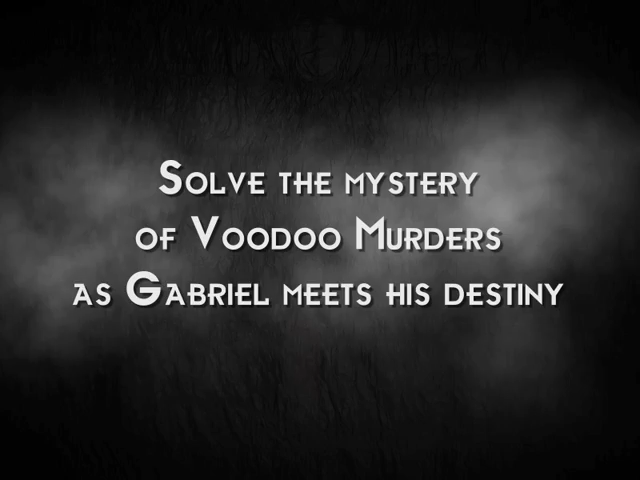 Solve the mystery
of Voodoo Murders
as Gabriel meets his destiny